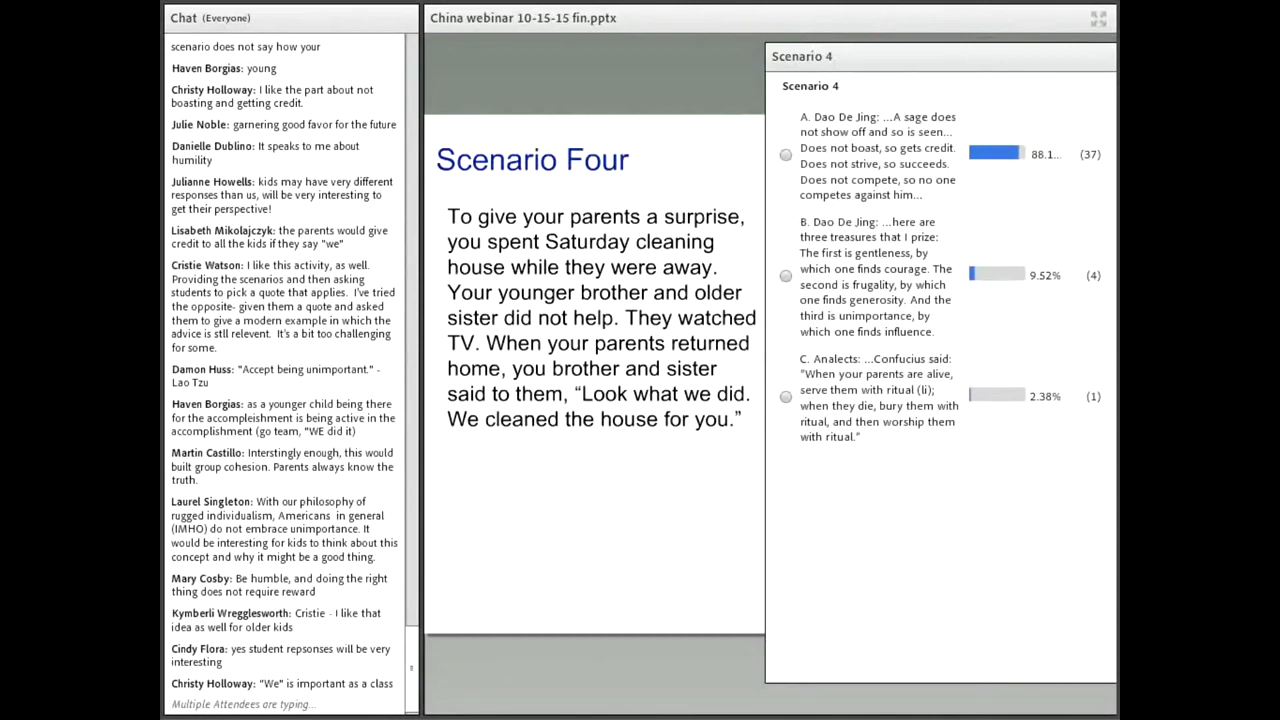 Chat (Everyone)
scenario does not say how your
Haven Borgias: young
Christy Holloway: I like the part about not
boasting and getting credit.
Julie Noble: garnering good favor for the future
Danielle Dublino: It speaks to me about
humility
Julianne Howells: kids may have very different
responses than us, will be very interesting to
get their perspective!
Lisabeth Mikolajczyk: the parents would give
credit to all the kids if they say "we"
Cristie Watson: I like this activity, as well.
Providing the scenarios and then asking
students to pick a quote that applies. I've tried
the opposite- given them a quote and asked
them to give a modern example in which the
advice is stll relevent. It's a bit too challenging
for some.
Damon Huss: "Accept being unimportant." -
Lao Tzu
Haven Borgias: as a younger child being there
for the accompleishment is being active in the
accomplishment (go team, "WE did it)
Martin Castillo: Interstingly enough, this would
built group cohesion. Parents always know the
truth.
Laurel Singleton: With our philosophy of
rugged individualism, Americans in general
(IMHO) do not embrace unimportance. It
would be interesting for kids to think about this
concept and why it might be a good thing.
Mary Cosby: Be humble, and doing the right
thing does not require reward
Kymberli Wregglesworth: Cristie - I like that
idea as well for older kids
Cindy Flora: yes student repsonses will be very
interesting
Christy Holloway: "We" is important as a class
Multiple Attendees are typing...
China webinar 10-15-15 fin.pptx
Scenario Four
To give your parents a surprise,
you spent Saturday cleaning
house while they were away.
Your younger brother and older
sister did not help. They watched
TV. When your parents returned
home, you brother and sister
said to them, “Look what we did.
We cleaned the house for you.”
Scenario 4
Scenario 4
A. Dao De Jing: ...A sage does
not show off and so is seen...
Does not boast, so gets credit.
Does not strive, so succeeds.
Does not compete, so no one
competes against him...
88.1... (37)
B. Dao De Jing: ...here are
three treasures that I prize:
The first is gentleness, by
which one finds courage. The
second is frugality, by which
one finds generosity. And the
third is unimportance, by
which one finds influence.
9.52% (4)
C. Analects: ...Confucius said:
"When your parents are alive,
serve them with ritual (li);
when they die, bury them with
ritual, and then worship them
with ritual."
2.38% (1)